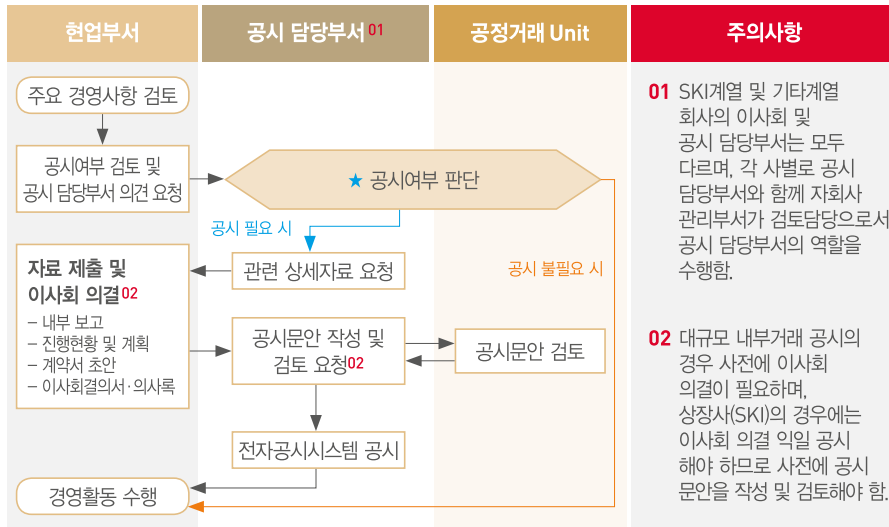 현업부서
공시 담당부서 01
공정거래 Unit
주의사항
주요 경영사항 검토
공시여부 검토 및
공시 담당부서 의견 요청
★ 공시여부 판단
공시 필요 시
공시 불필요 시
관련 상세자료 요청
자료 제출 및
이사회 의결02
– 내부 보고
– 진행현황 및 계획
– 계약서 초안
– 이사회결의서·의사록
공시문안 작성 및
검토 요청02
공시문안 검토
전자공시시스템 공시
경영활동 수행
01 SKI계열 및 기타계열
회사의 이사회 및
공시 담당부서는 모두
다르며, 각 사별로 공시
담당부서와 함께 자회사
관리부서가 검토담당으로서
공시 담당부서의 역할을
수행함.
02 대규모 내부거래 공시의
경우 사전에 이사회
의결이 필요하며,
상장사(SKI)의 경우에는
이사회 의결 익일 공시
해야 하므로 사전에 공시
문안을 작성 및 검토해야 함.